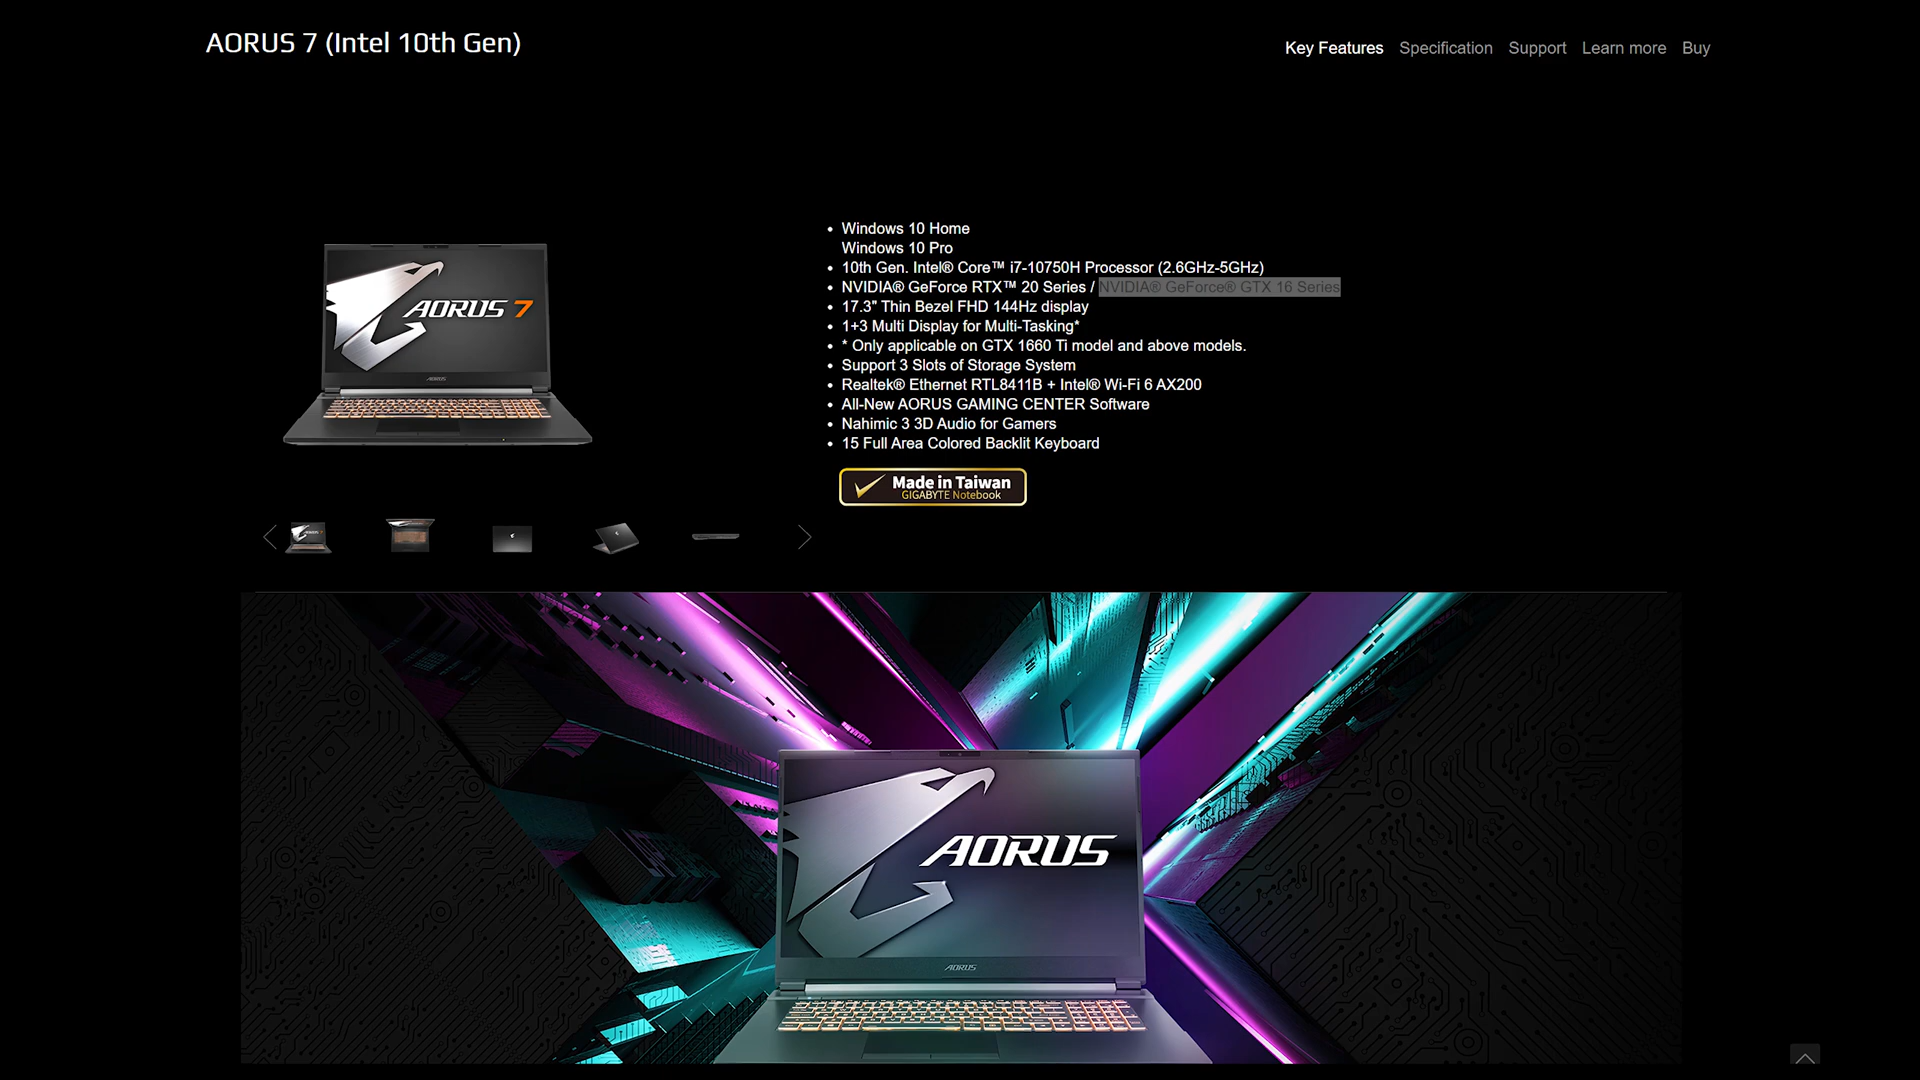 AORUS 7 (Intel 10th Gen)
Key Features Specification Support Learn more Buy
Windows 10 Home
Windows 10 Pro
10th Gen. Intel® Core™ i7-10750H Processor (2.6GHz-5GHz)
NVIDIA® GeForce RTX™ 20 Series / NVIDIA® GeForce® GTX 16 Series
17.3" Thin Bezel FHD 144Hz display
1+3 Multi Display for Multi-Tasking*
* Only applicable on GTX 1660 Ti model and above models.
Support 3 Slots of Storage System
Realtek® Ethernet RTL8411B + Intel® Wi-Fi 6 AX200
All-New AORUS GAMING CENTER Software
Nahimic 3 3D Audio for Gamers
15 Full Area Colored Backlit Keyboard
Made in Taiwan
GIGABYTE Notebook
AORUS 7
AORUS
AORUS
AORUS